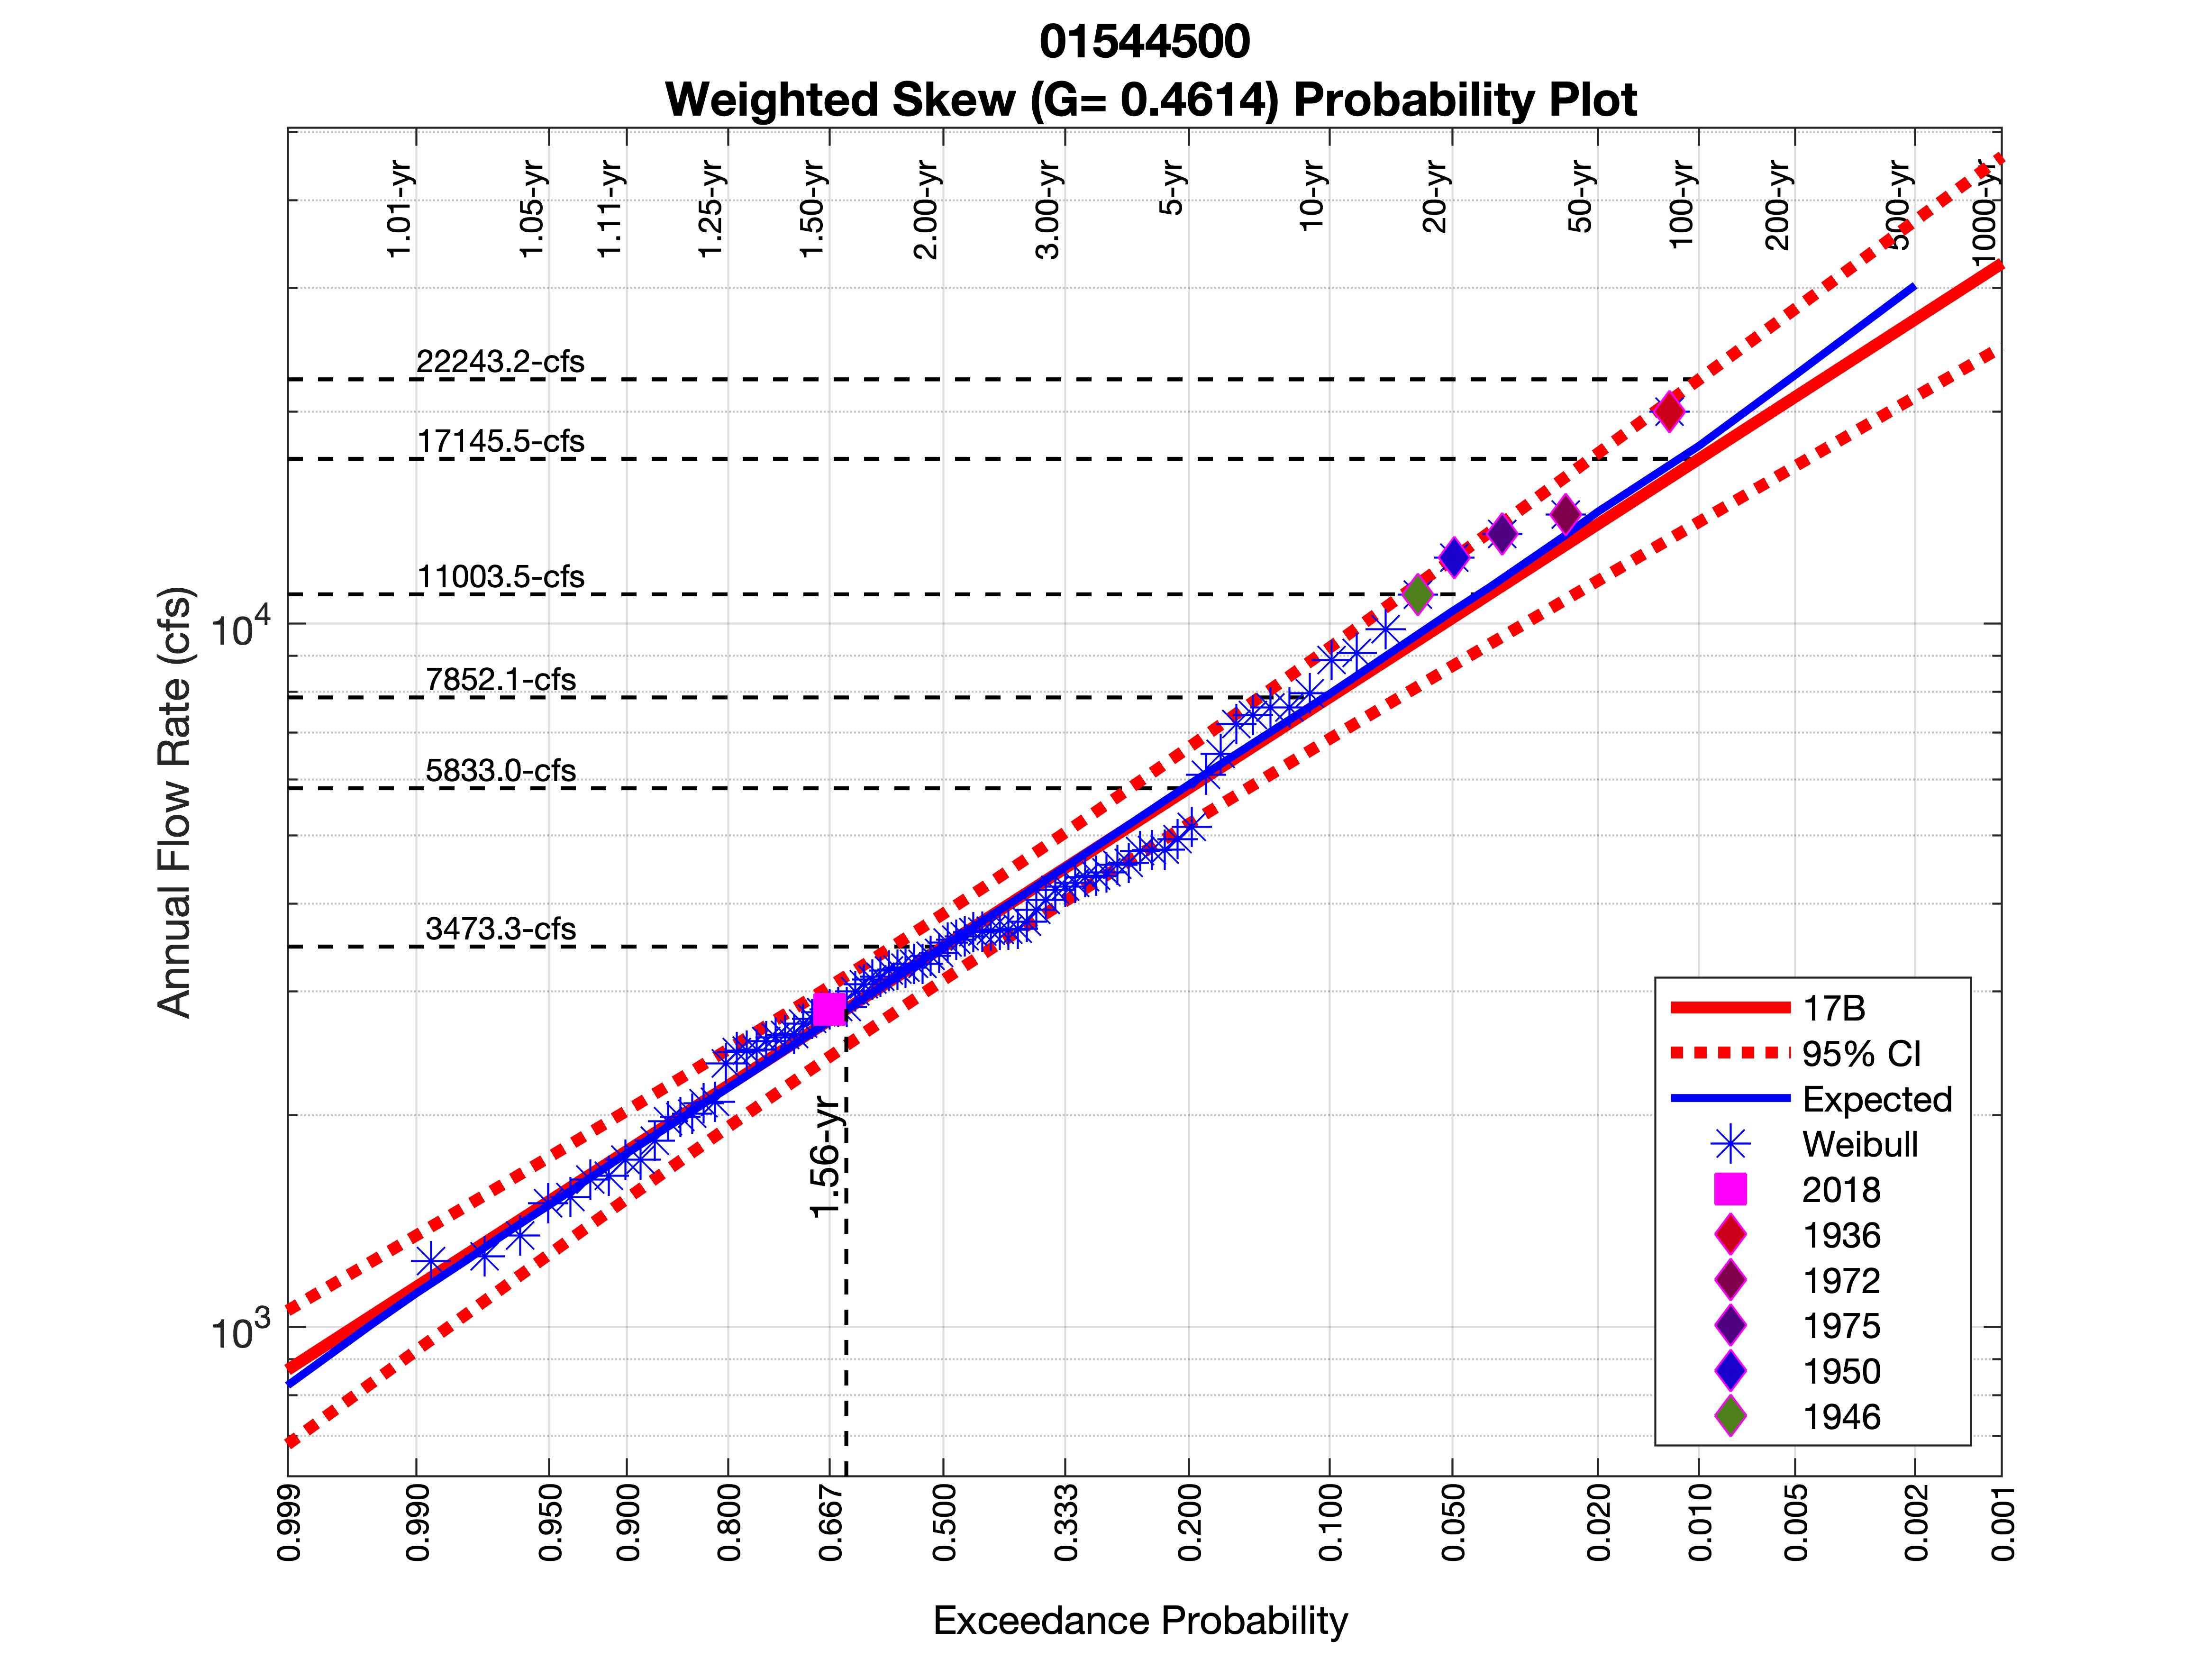 01544500
Weighted Skew (G= 0.4614) Probability Plot
1.01-yr
1.05-yr
1.11-yr
1.25-yr
1.50-yr
2.00-yr
3.00-yr
5-yr
10-yr
20-yr
50-yr
100-yr
200-yr
500-yr
1000-yr
22243.2-cfs
17145.5-cfs
11003.5-cfs
7852.1-cfs
5833.0-cfs
3473.3-cfs
1.56-yr
Annual Flow Rate (cfs)
10⁴
10³
17B
95% CI
Expected
Weibull
2018
1936
1972
1975
1950
1946
0.999
0.990
0.950
0.900
0.800
0.667
0.500
0.333
0.200
0.100
0.050
0.020
0.010
0.005
0.002
0.001
Exceedance Probability